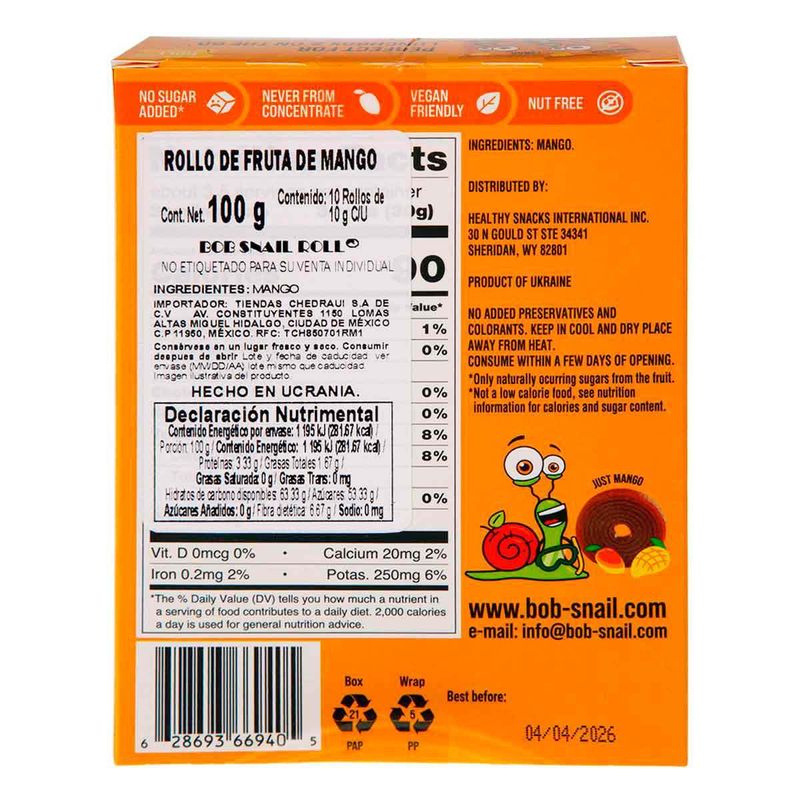 PERFECT FOR
LUNCHBOX & ON THE GO
NO SUGAR
ADDED*
NEVER FROM
CONCENTRATE
VEGAN
FRIENDLY
NUT FREE
ROLLO DE FRUTA DE MANGO
Cont. Net. 100 g
Contenido: 10 Rollos de
10 g C/U
BOB SNAIL ROLL
NO ETIQUETADO PARA SU VENTA INDIVIDUAL
INGREDIENTES: MANGO
IMPORTADOR: TIENDAS CHEDRAUI S.A DE
C.V AV. CONSTITUYENTES 1150 LOMAS
ALTAS MIGUEL HIDALGO, CIUDAD DE MÉXICO
C.P 11950, MÉXICO. RFC: TCH850701RM1
Consérvese en un lugar fresco y seco. Consumir
despues de abrir Lote y fecha de caducidad ver
envase (MM/DD/AA) lote mismo que caducidad.
Imagen ilustrativa del producto.
HECHO EN UCRANIA.
Declaración Nutrimental
Contenido Energético por envase: 1 195 kJ (281.67 kcal) /
Porción: 100 g / Contenido Energético: 1 195 kJ (281.67 kcal) /
Proteínas: 3.33 g / Grasas Totales 1.67 g /
Grasas Saturada 0 g / Grasas Trans: 0 mg
Hidratos de carbono disponibles: 63.33 g / Azúcares: 53.33 g /
Azúcares Añadidos: 0 g / Fibra dietética: 6.67 g / Sodio: 0 mg
cts
er
0g)
90
alue*
1%
0%
0%
0%
8%
8%
0%
Vit. D 0mcg 0% • Calcium 20mg 2%
Iron 0.2mg 2% • Potas. 250mg 6%
*The % Daily Value (DV) tells you how much a nutrient in
a serving of food contributes to a daily diet. 2,000 calories
a day is used for general nutrition advice.
INGREDIENTS: MANGO.
DISTRIBUTED BY:
HEALTHY SNACKS INTERNATIONAL INC.
30 N GOULD ST STE 34341
SHERIDAN, WY 82801
PRODUCT OF UKRAINE
NO ADDED PRESERVATIVES AND
COLORANTS. KEEP IN COOL AND DRY PLACE
AWAY FROM HEAT.
CONSUME WITHIN A FEW DAYS OF OPENING.
*Only naturally ocurring sugars from the fruit.
*Not a low calorie food, see nutrition
information for calories and sugar content.
JUST MANGO
www.bob-snail.com
e-mail: info@bob-snail.com
6 28693 66940 5
Box
21
PAP
Wrap
5
PP
Best before:
04/04/2026